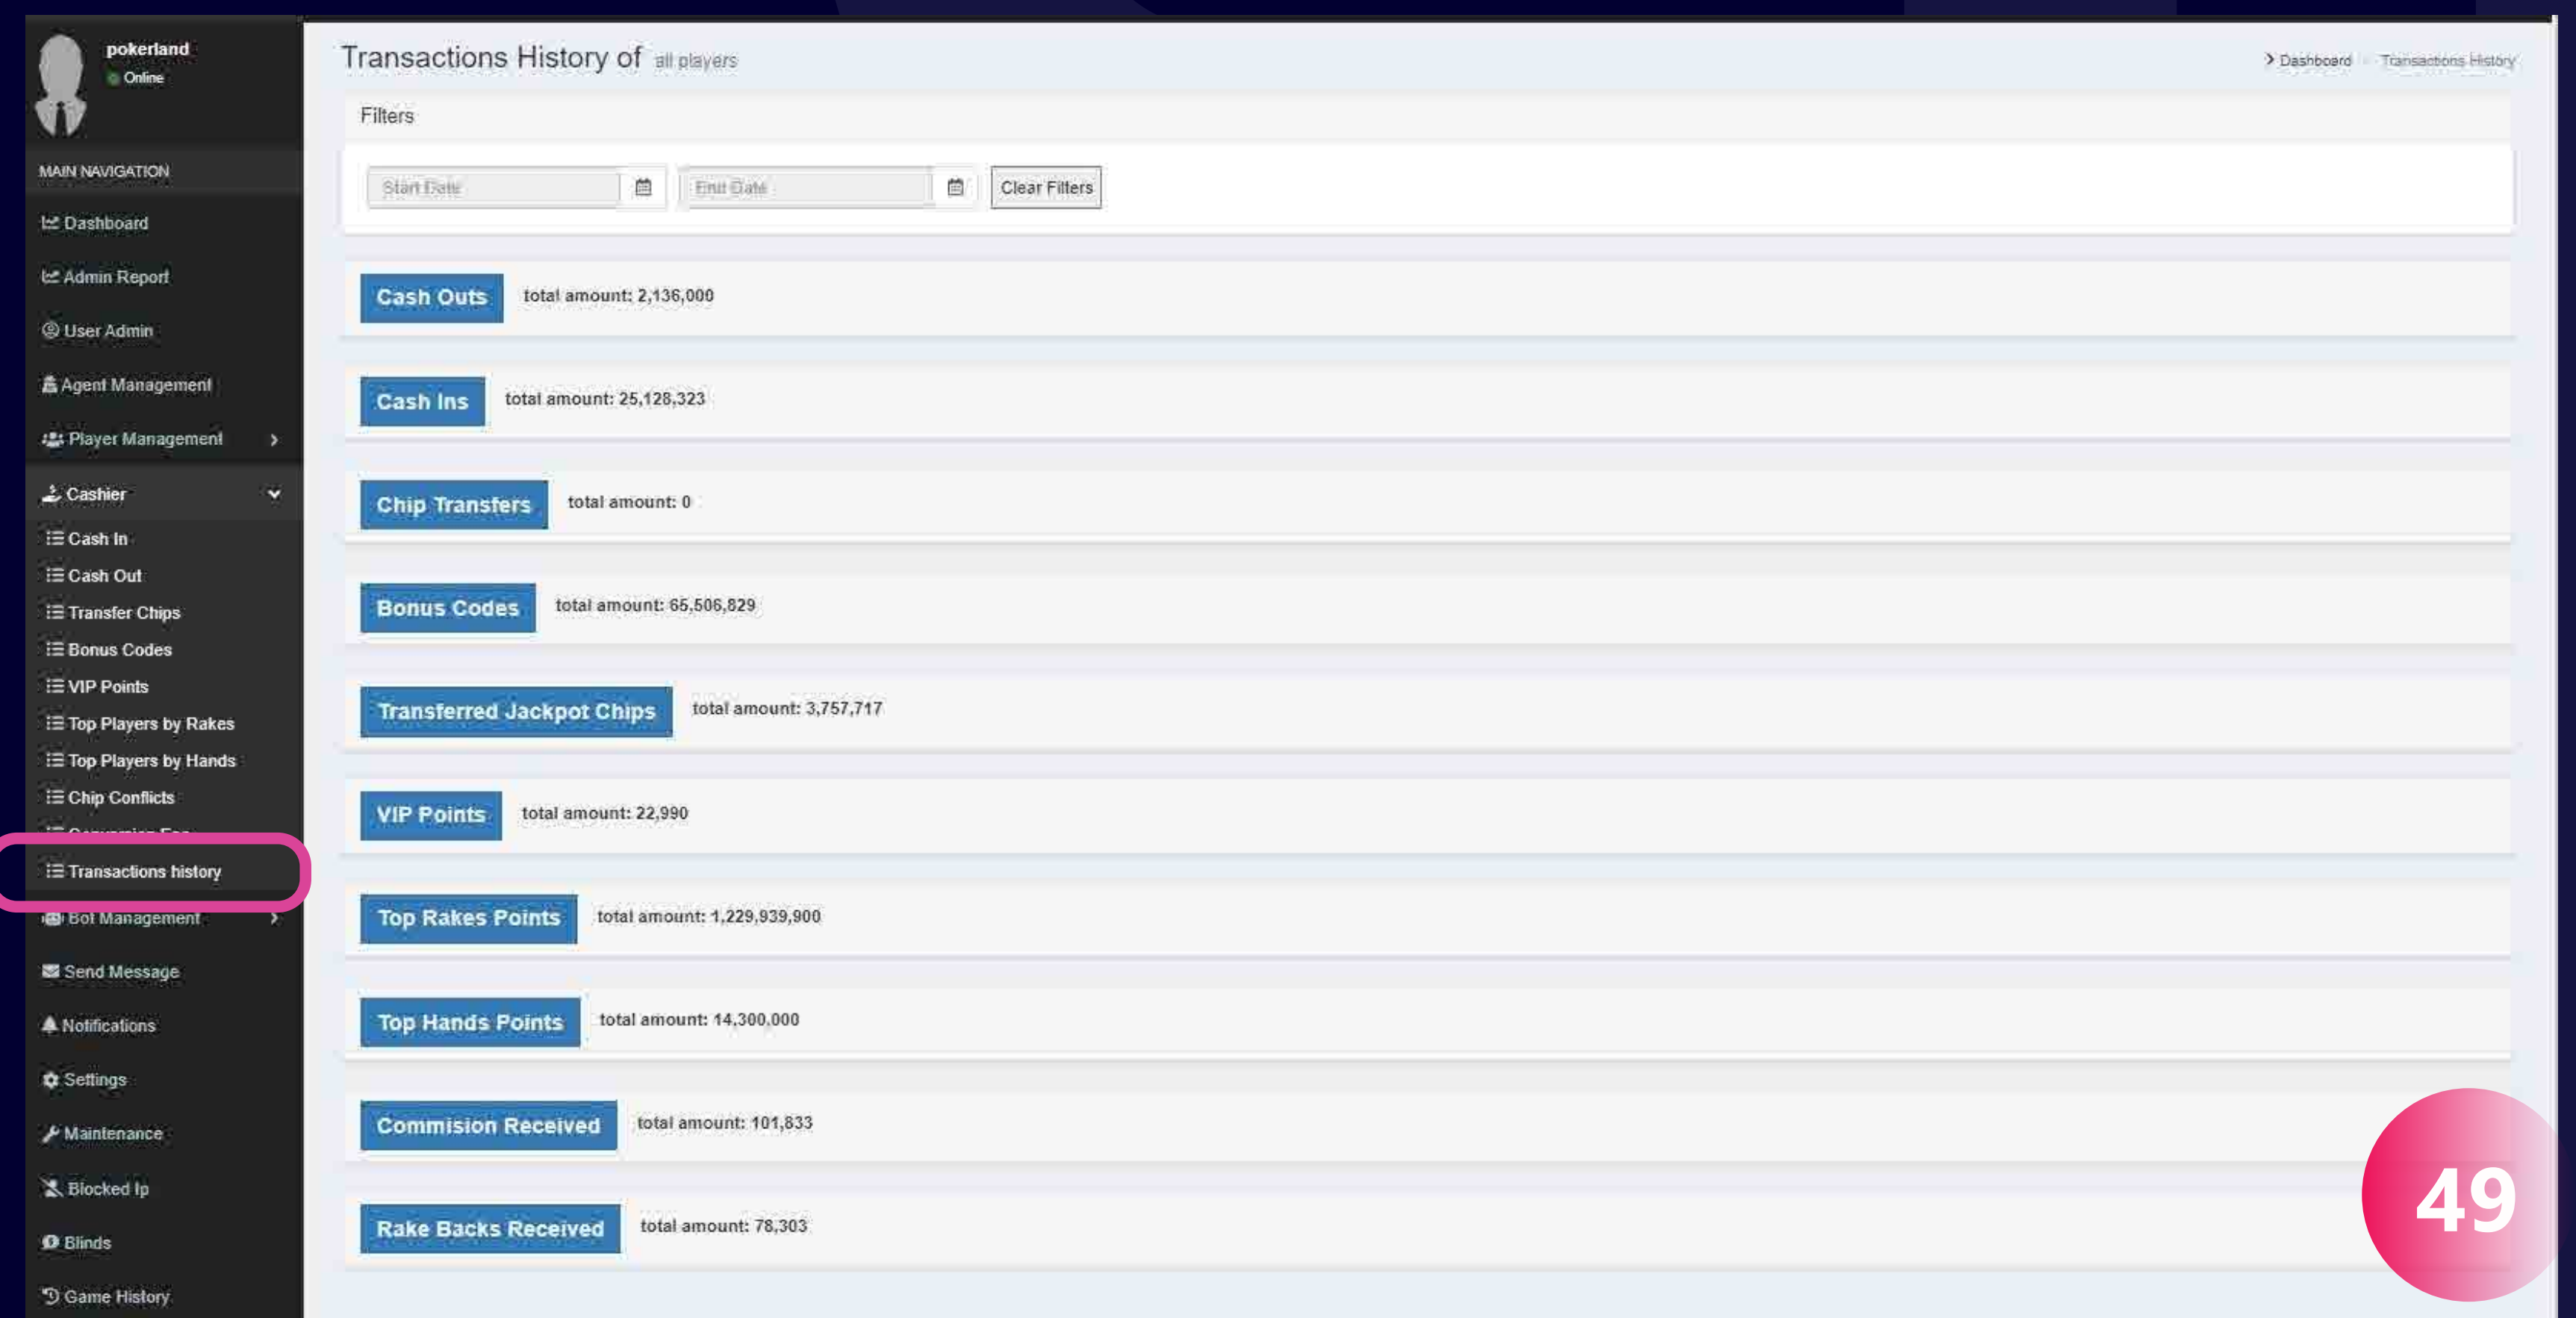 pokerland
Online
MAIN NAVIGATION
Dashboard
Admin Report
User Admin
Agent Management
Player Management
Cashier
Cash In
Cash Out
Transfer Chips
Bonus Codes
VIP Points
Top Players by Rakes
Top Players by Hands
Chip Conflicts
Transactions history
Bot Management
Send Message
Notifications
Settings
Maintenance
Blocked Ip
Blinds
Game History
Transactions History of all players
Dashboard Transactions History
Filters
Start Date End Date Clear Filters
Cash Outs total amount: 2,136,000
Cash Ins total amount: 25,128,323
Chip Transfers total amount: 0
Bonus Codes total amount: 65,506,829
Transferred Jackpot Chips total amount: 3,757,717
VIP Points total amount: 22,990
Top Rakes Points total amount: 1,229,939,900
Top Hands Points total amount: 14,300,000
Commision Received total amount: 101,833
Rake Backs Received total amount: 78,303
49